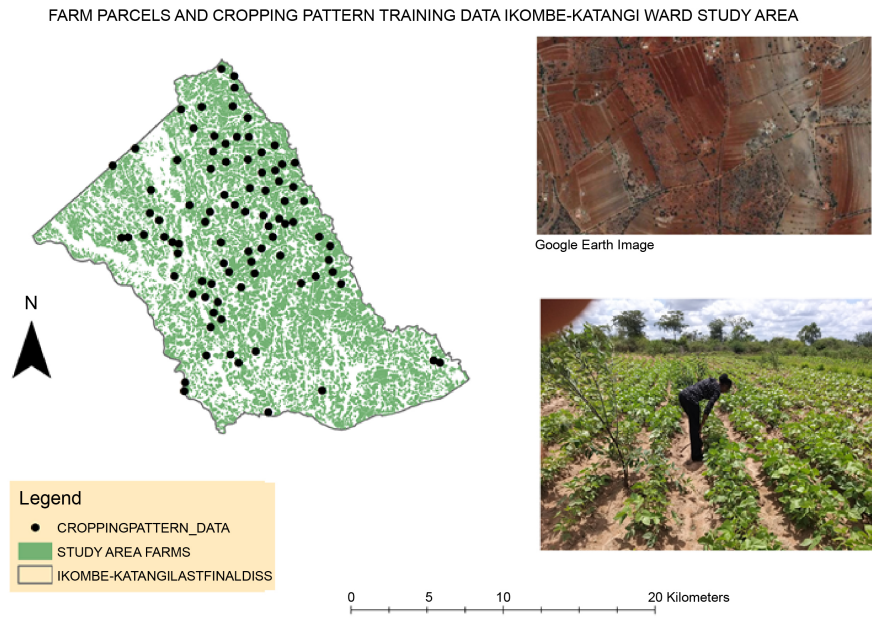 FARM PARCELS AND CROPPING PATTERN TRAINING DATA IKOMBE-KATANGI WARD STUDY AREA
Google Earth Image
N
Legend
CROPPINGPATTERN_DATA
STUDY AREA FARMS
IKOMBE-KATANGILASTFINALDISS
0 5 10 20 Kilometers